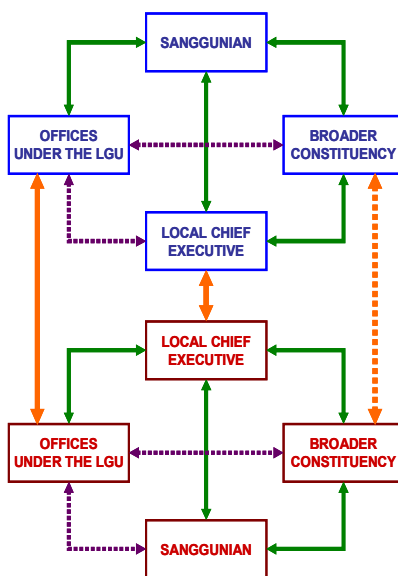 SANGGUNIAN
OFFICES
UNDER THE LGU
BROADER
CONSTITUENCY
LOCAL CHIEF
EXECUTIVE
LOCAL CHIEF
EXECUTIVE
OFFICES
UNDER THE LGU
BROADER
CONSTITUENCY
SANGGUNIAN